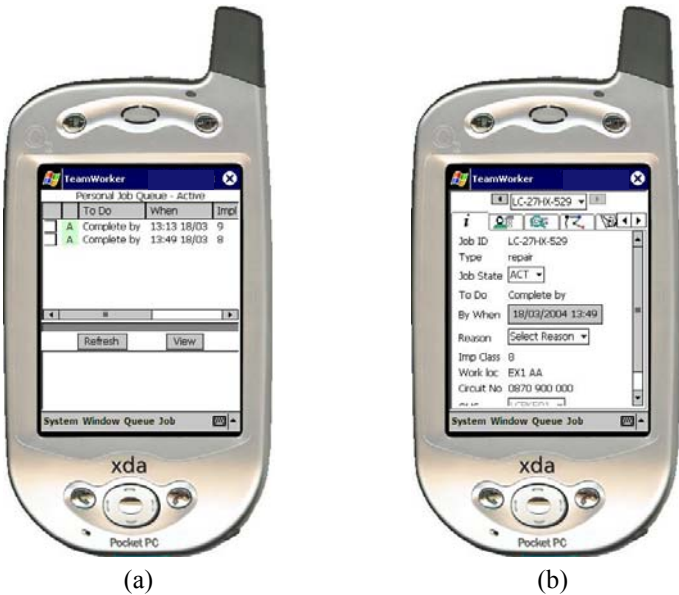 TeamWorker
Personal Job Queue - Active
To Do When Impl
A Complete by 13:13 18/03 9
A Complete by 13:49 18/03 8
Refresh View
System Window Queue Job
xda
Pocket PC
(a)
TeamWorker
LC-27HX-529
i
Job ID LC-27HX-529
Type repair
Job State ACT
To Do Complete by
By When 18/03/2004 13:49
Reason Select Reason
Imp Class 8
Work loc EX1 AA
Circuit No 0870 900 000
System Window Queue Job
xda
Pocket PC
(b)